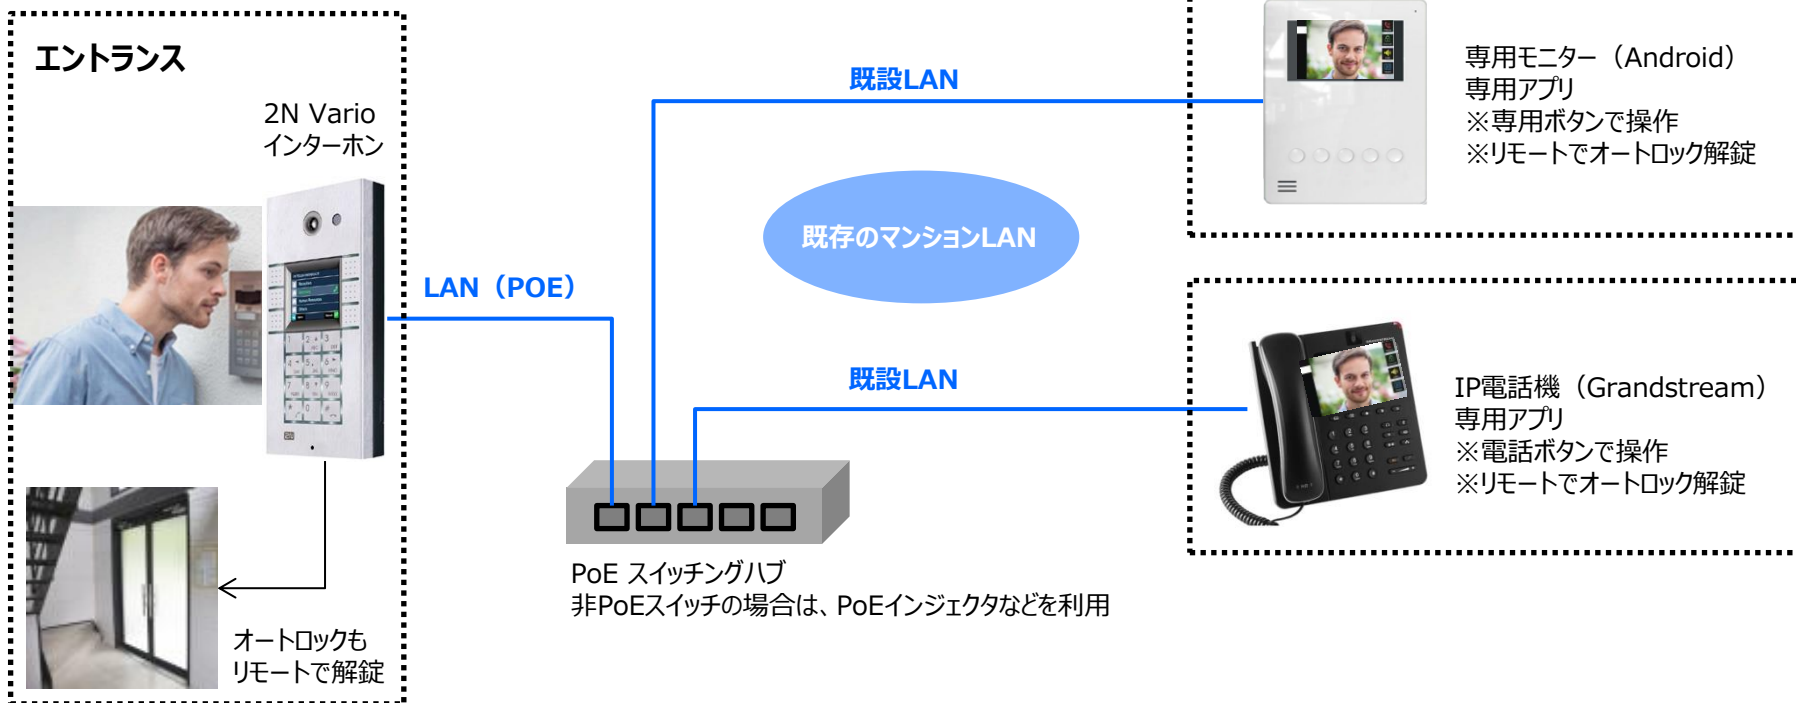 エントランス
2N Vario
インターホン
LAN（POE）
オートロックも
リモートで解錠
既設LAN
既存のマンションLAN
既設LAN
PoE スイッチングハブ
非PoEスイッチの場合は、PoEインジェクタなどを利用
専用モニター（Android）
専用アプリ
※専用ボタンで操作
※リモートでオートロック解錠
IP電話機（Grandstream）
専用アプリ
※電話ボタンで操作
※リモートでオートロック解錠